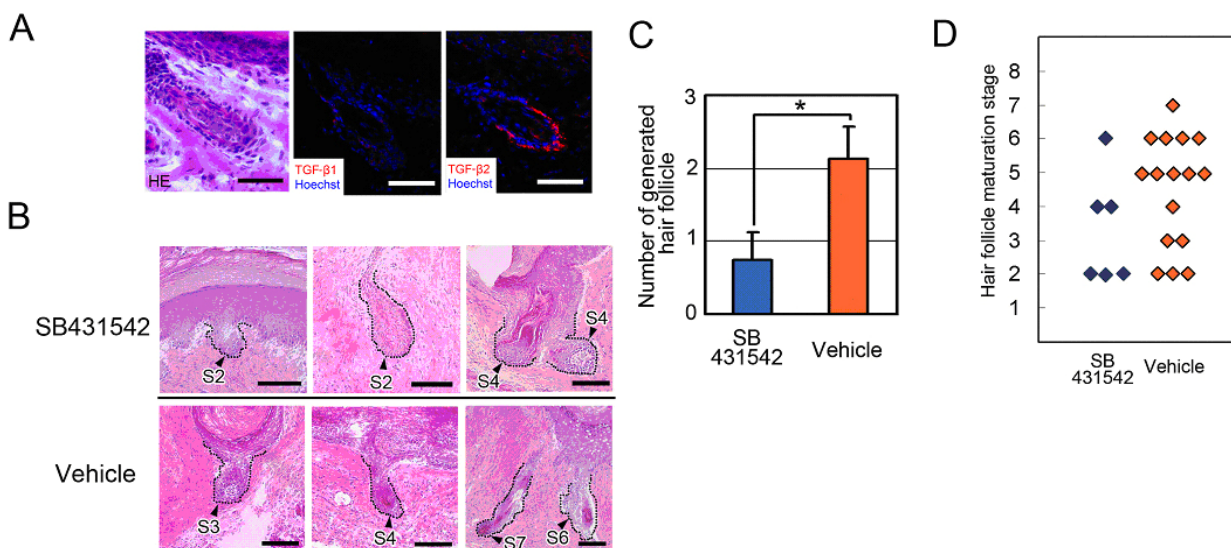 A
HE
TGF-β1
Hoechst
TGF-β2
Hoechst
B
SB431542
S2
S2
S4
S4
Vehicle
S3
S4
S7
S6
C
Number of generated
hair follicle
3
2
1
0
*
SB
431542
Vehicle
D
Hair follicle maturation stage
8
7
6
5
4
3
2
1
SB
431542
Vehicle